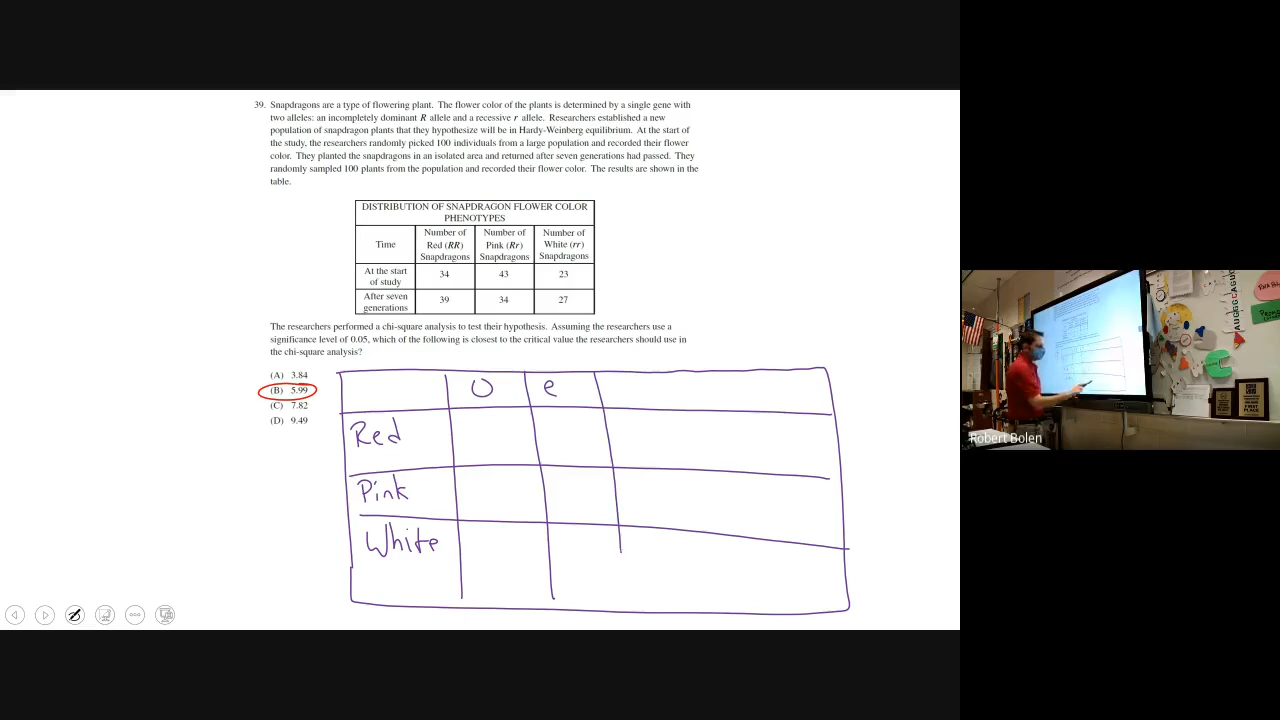 39. Snapdragons are a type of flowering plant. The flower color of the plants is determined by a single gene with
two alleles: an incompletely dominant R allele and a recessive r allele. Researchers established a new
population of snapdragon plants that they hypothesize will be in Hardy-Weinberg equilibrium. At the start of
the study, the researchers randomly picked 100 individuals from a large population and recorded their flower
color. They planted the snapdragons in an isolated area and returned after seven generations had passed. They
randomly sampled 100 plants from the population and recorded their flower color. The results are shown in the
table.
DISTRIBUTION OF SNAPDRAGON FLOWER COLOR
PHENOTYPES
Time
Number of
Red (RR)
Snapdragons
Number of
Pink (Rr)
Snapdragons
Number of
White (rr)
Snapdragons
At the start
of study
34
43
23
After seven
generations
39
34
27
The researchers performed a chi-square analysis to test their hypothesis. Assuming the researchers use a
significance level of 0.05, which of the following is closest to the critical value the researchers should use in
the chi-square analysis?
(A) 3.84
(B) 5.99
(C) 7.82
(D) 9.49
O e
Red
Pink
White
Robert Bolen
FIRST PLACE